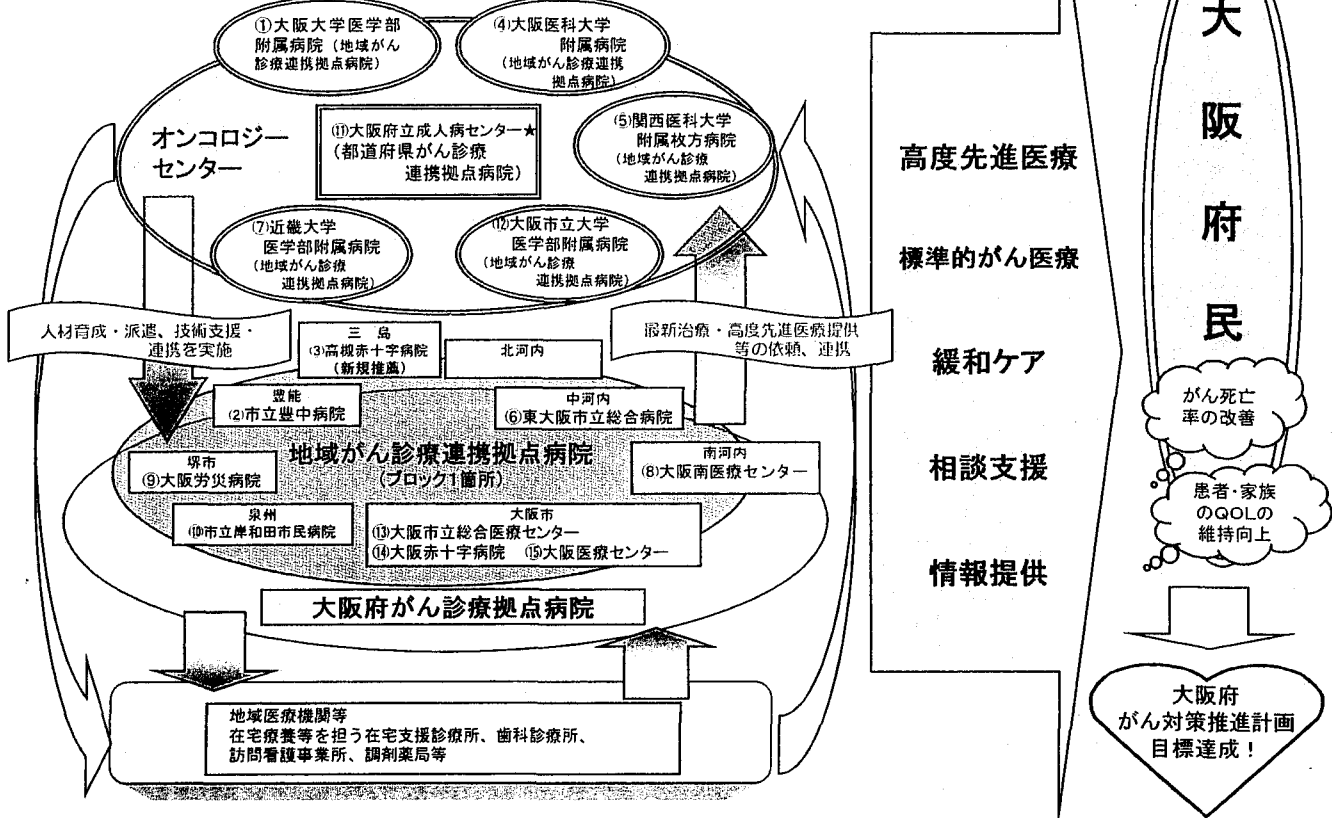 ①大阪大学医学部
附属病院（地域がん
診療連携拠点病院）
④大阪医科大学
附属病院
（地域がん診療連携
拠点病院）
オンコロジー
センター
⑪大阪府立成人病センター★
（都道府県がん診療
連携拠点病院）
⑤関西医科大学
附属枚方病院
（地域がん診療
連携拠点病院）
⑦近畿大学
医学部附属病院
（地域がん診療
連携拠点病院）
⑫大阪市立大学
医学部附属病院
（地域がん診療
連携拠点病院）
人材育成・派遣、技術支援・
連携を実施
最新治療・高度先進医療提供
等の依頼、連携
三　島
③高槻赤十字病院
（新規推薦）
北河内
豊能
②市立豊中病院
中河内
⑥東大阪市立総合病院
地域がん診療連携拠点病院
（ブロック1箇所）
堺市
⑨大阪労災病院
南河内
⑧大阪南医療センター
泉州
⑩市立岸和田市民病院
大阪市
⑬大阪市立総合医療センター
⑭大阪赤十字病院　⑮大阪医療センター
大阪府がん診療拠点病院
地域医療機関等
在宅療養等を担う在宅支援診療所、歯科診療所、
訪問看護事業所、調剤薬局等
高度先進医療
標準的がん医療
緩和ケア
相談支援
情報提供
大阪府民
がん死亡
率の改善
患者・家族
のQOLの
維持向上
大阪府
がん対策推進計画
目標達成！